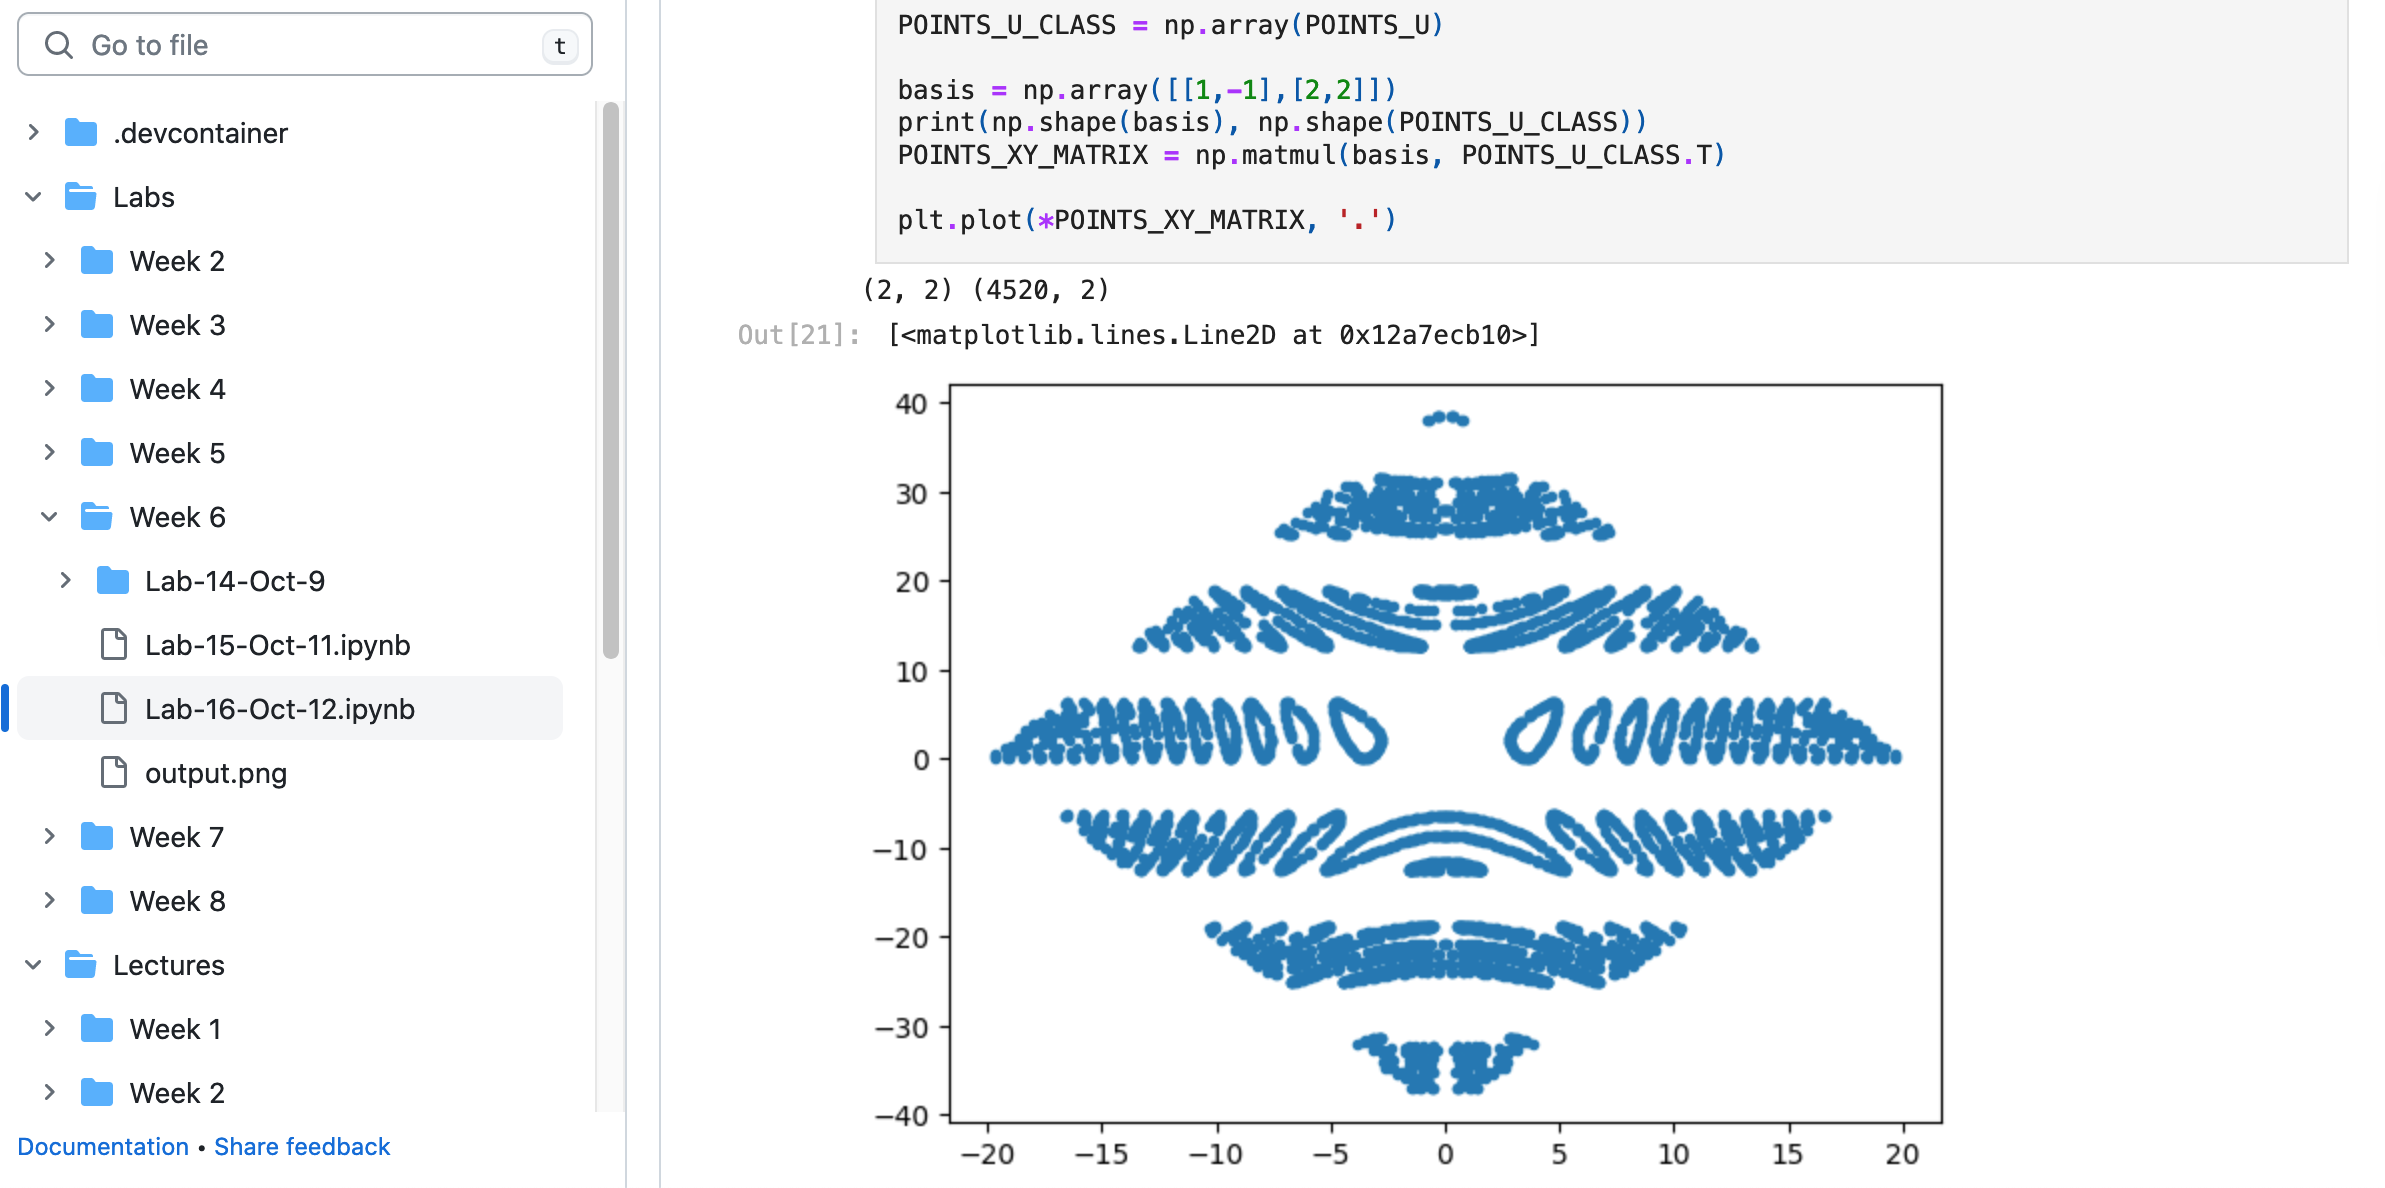 Go to file
t
.devcontainer
Labs
Week 2
Week 3
Week 4
Week 5
Week 6
Lab-14-Oct-9
Lab-15-Oct-11.ipynb
Lab-16-Oct-12.ipynb
output.png
Week 7
Week 8
Lectures
Week 1
Week 2
Documentation • Share feedback
POINTS_U_CLASS = np.array(POINTS_U)
basis = np.array([[1,-1],[2,2]])
print(np.shape(basis), np.shape(POINTS_U_CLASS))
POINTS_XY_MATRIX = np.matmul(basis, POINTS_U_CLASS.T)
plt.plot(*POINTS_XY_MATRIX, '.')
(2, 2) (4520, 2)
Out[21]: [<matplotlib.lines.Line2D at 0x12a7ecb10>]
40
30
20
10
0
−10
−20
−30
−40
−20 −15 −10 −5 0 5 10 15 20